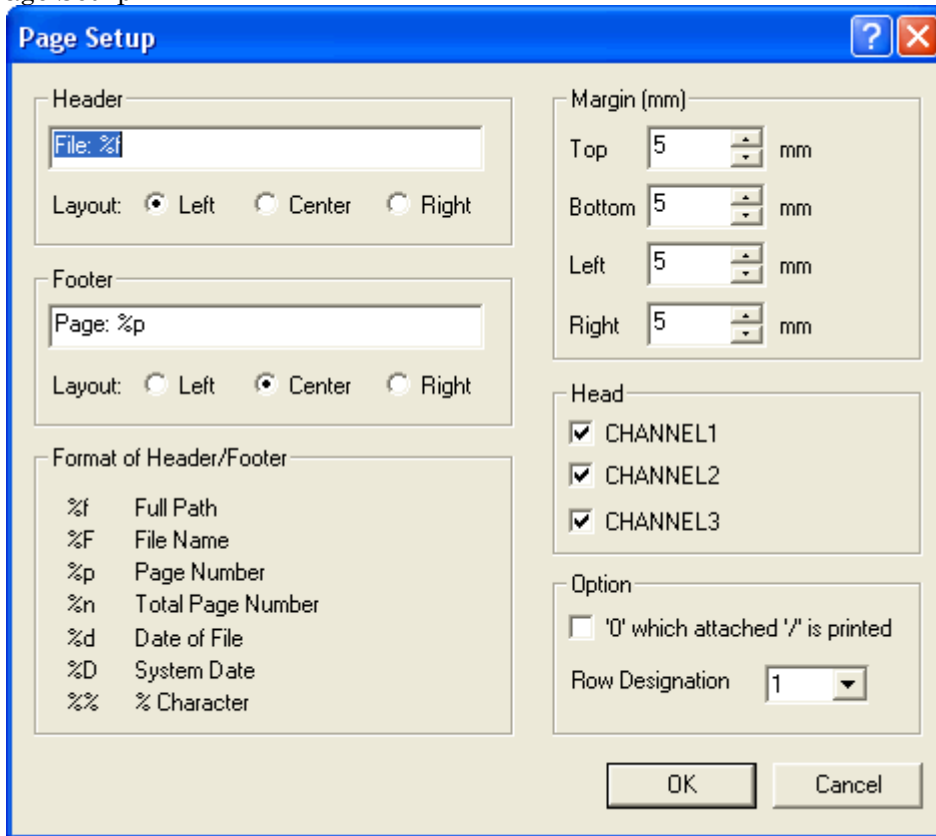 Page Setup
Header
File: %f
Layout: Left Center Right
Footer
Page: %p
Layout: Left Center Right
Format of Header/Footer
%f Full Path
%F File Name
%p Page Number
%n Total Page Number
%d Date of File
%D System Date
%% % Character
Margin (mm)
Top 5 mm
Bottom 5 mm
Left 5 mm
Right 5 mm
Head
CHANNEL1
CHANNEL2
CHANNEL3
Option
'0' which attached '/' is printed
Row Designation 1
OK Cancel